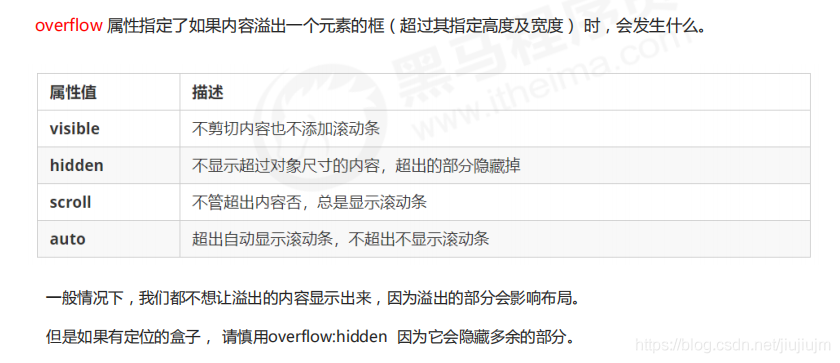 overflow 属性指定了如果内容溢出一个元素的框（超过其指定高度及宽度） 时，会发生什么。
黑马程序员
www.itheima.com
属性值 描述
visible 不剪切内容也不添加滚动条
hidden 不显示超过对象尺寸的内容，超出的部分隐藏掉
scroll 不管超出内容否，总是显示滚动条
auto 超出自动显示滚动条，不超出不显示滚动条
一般情况下，我们都不想让溢出的内容显示出来，因为溢出的部分会影响布局。
但是如果有定位的盒子， 请慎用overflow:hidden 因为它会隐藏多余的部分。
https://blog.csdn.net/jiujiujm